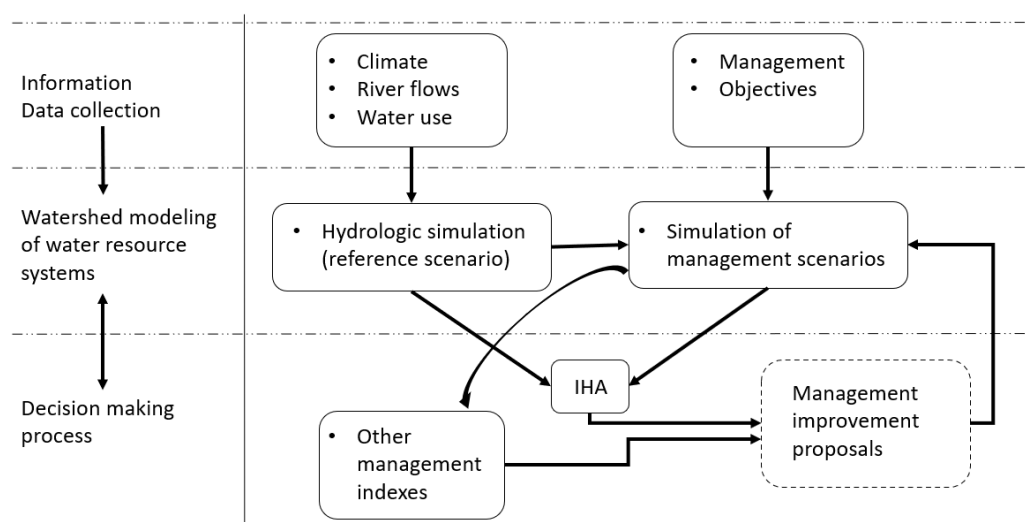 Information
Data collection
• Climate
• River flows
• Water use
• Management
• Objectives
Watershed modeling
of water resource
systems
• Hydrologic simulation
(reference scenario)
• Simulation of
management scenarios
Decision making
process
IHA
• Other
management
indexes
Management
improvement
proposals